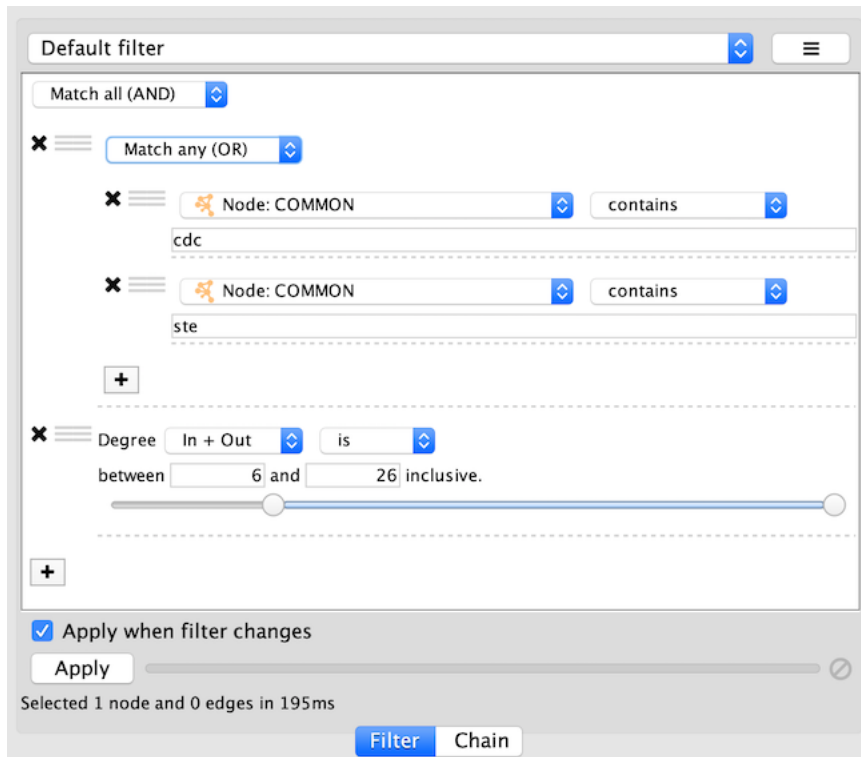 Default filter
Match all (AND)
Match any (OR)
Node: COMMON contains
cdc
Node: COMMON contains
ste
Degree In + Out is
between 6 and 26 inclusive.
Apply when filter changes
Apply
Selected 1 node and 0 edges in 195ms
Filter Chain